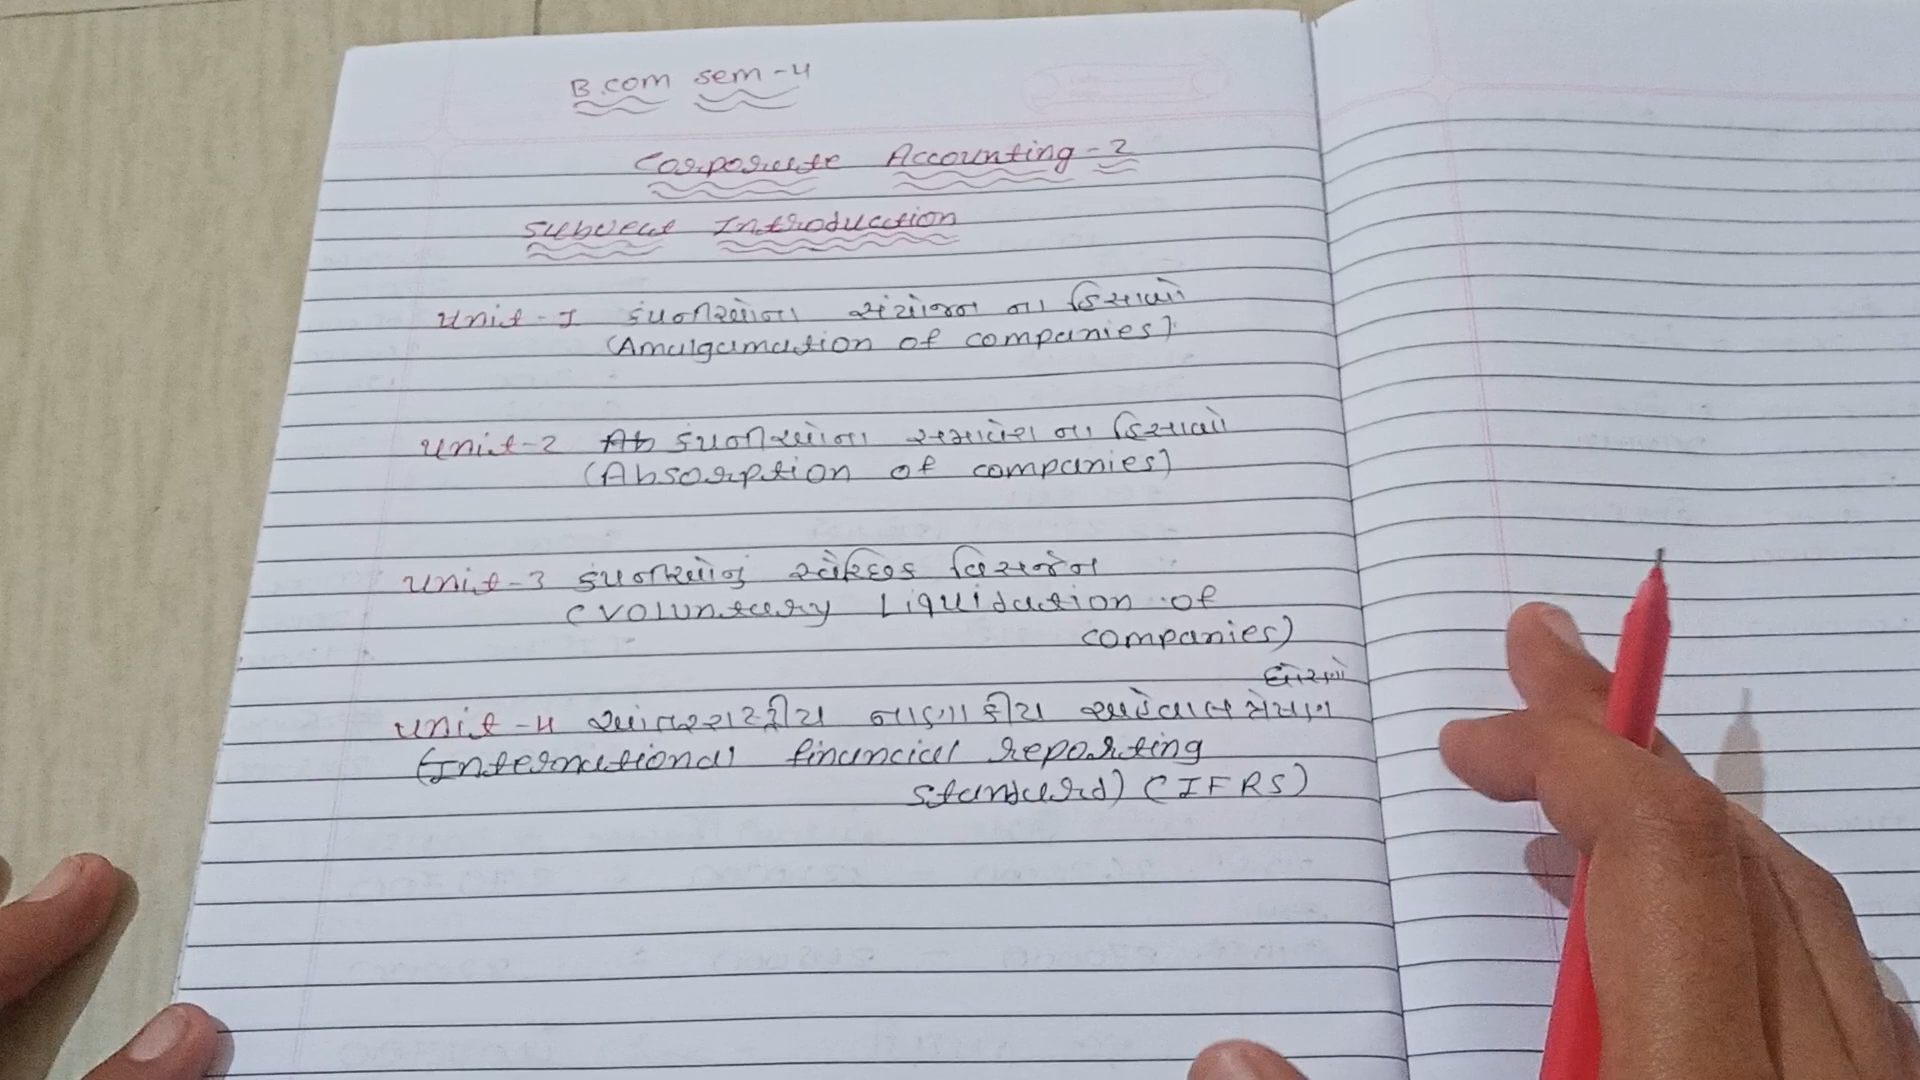 B.com sem-4
Corporate Accounting-2
Subject Introduction
Unit-1 કંપનીઓના સંયોજન ના હિસાબો
(Amalgamation of companies)
Unit-2 કંપનીઓના સમાવેશ ના હિસાબો
(Absorption of companies)
Unit-3 કંપનીઓનું સ્વૈચ્છિક વિસર્જન
(Voluntary Liquidation of
companies)
ધોરણો
Unit-4 આંતરરાષ્ટ્રીય નાણાકીય
(International financial reporting
standard) (IFRS)